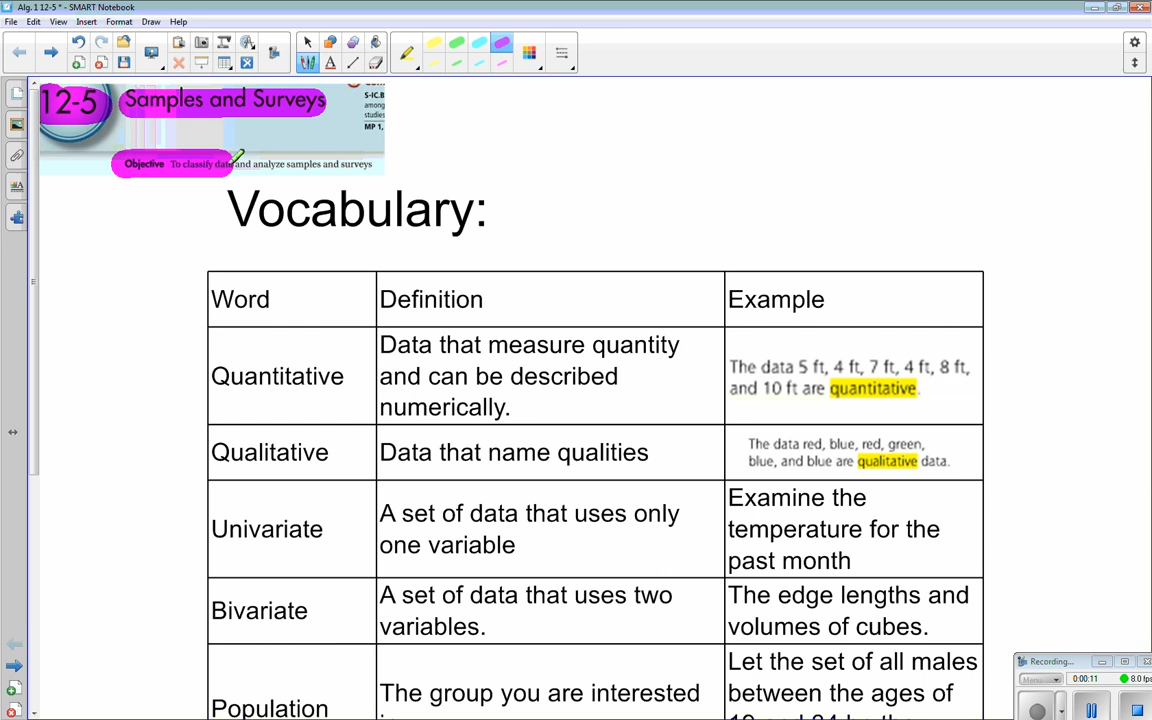 Alg.1 12-5 * - SMART Notebook
File Edit View Insert Format Draw Help
12-5 Samples and Surveys
S-IC.B
among
studies
MP 1,
Objective To classify data and analyze samples and surveys
Vocabulary:
Word Definition Example
Quantitative
Data that measure quantity
and can be described
numerically.
The data 5 ft, 4 ft, 7 ft, 4 ft, 8 ft,
and 10 ft are quantitative.
Qualitative
Data that name qualities
The data red, blue, red, green,
blue, and blue are qualitative data.
Univariate
A set of data that uses only
one variable
Examine the
temperature for the
past month
Bivariate
A set of data that uses two
variables.
The edge lengths and
volumes of cubes.
Population
The group you are interested
Let the set of all males
between the ages of
Recording...
Menu
0:00:11
8.0 fps